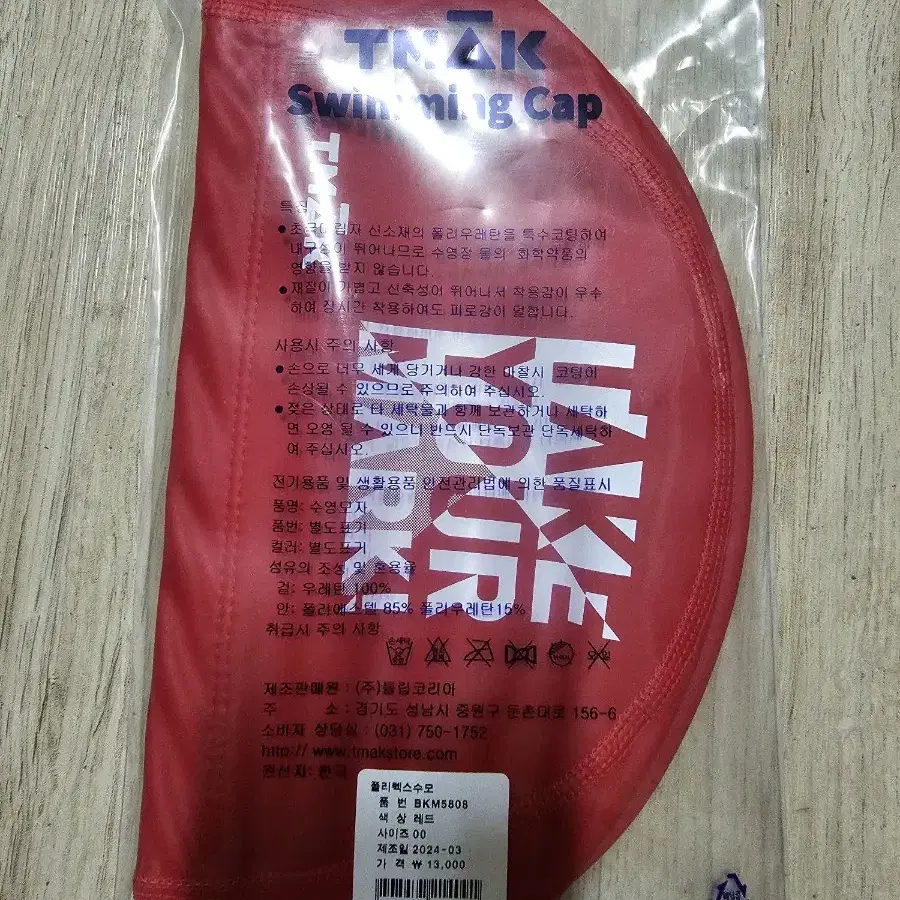 TMAK
Swimming Cap
TMAK
특징
●초극미립자 신소재의 폴리우레탄을 특수코팅하여
내구성이 뛰어나므로 수영장 물의 화학약품의
영향을 받지 않습니다.
●재질이 가볍고 신축성이 뛰어나서 착용감이 우수
하여 장시간 착용하여도 피로감이 덜합니다.
사용시 주의 사항
●손으로 너무 세게 당기거나 강한 마찰시 코팅이
손상될 수 있으므로 주의하여 주십시오.
●젖은 상태로 타 세탁물과 함께 보관하거나 세탁하
면 오염 될 수 있으니 반드시 단독보관 단독세탁하
여 주십시오.
MAKE
YOUR
MARK
전기용품 및 생활용품 안전관리법에 의한 품질표시
품명: 수영모자
품번: 별도표기
컬러: 별도표기
섬유의 조성 및 혼용율
겉: 우레탄 100%
안: 폴리에스텔 85% 폴리우레탄15%
취급시 주의 사항
손세탁
제조판매원 : (주)튤립코리아
주 소 : 경기도 성남시 중원구 둔촌대로 156-6
소비자 상담실 : (031) 750-1752
http://www.tmakstore.com
원산지: 한국
폴리렉스수모
품 번 BKM5808
색 상 레드
사이즈 00
제조일 2024-03
가 격 ₩ 13,000